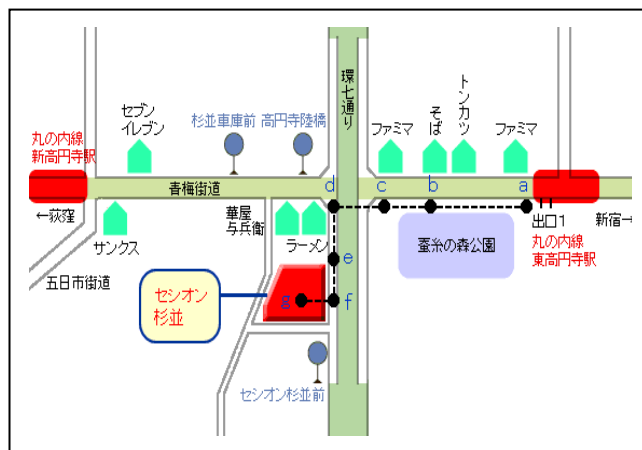 環七通り
トンカツ
そば
セブン
イレブン
杉並車庫前
高円寺陸橋
ファミマ
ファミマ
丸の内線
新高円寺駅
青梅街道
d
c
b
a
←荻窪
華屋
与兵衛
出口1
新宿→
サンクス
ラーメン
蚕糸の森公園
丸の内線
東高円寺駅
五日市街道
e
セシオン
杉並
g
f
セシオン杉並前